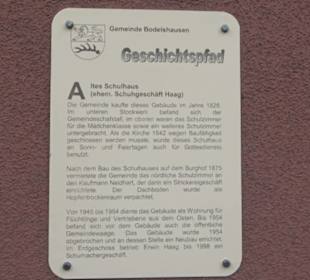 Gemeinde Bodelshausen
Geschichtspfad
Altes Schulhaus
(ehem. Schuhgeschäft Haag)
Die Gemeinde kaufte dieses Gebäude im Jahre 1826.
Im unteren Stockwerk befand sich der
Gemeindeschafstall, im oberen waren das Schulzimmer
für die Mädchenklasse sowie ein weiteres Schulzimmer
untergebracht. Als die Kirche 1842 wegen Baufälligkeit
geschlossen werden musste, wurde dieses Schulhaus
an Sonn- und Feiertagen auch für Gottesdienste
benutzt.
Nach dem Bau des Schulhauses auf dem Burghof 1875
vermietete die Gemeinde das nördliche Schulzimmer an
den Kaufmann Neidhart, der darin ein Strickereigeschäft
einrichtete. Der Dachboden wurde als
Hopfentrockenraum verpachtet.
Von 1945 bis 1954 diente das Gebäude als Wohnung für
Flüchtlinge und Vertriebene aus dem Osten. Bis 1954
befand sich vor dem Gebäude auch die öffentliche
Gemeindewaage. Das Gebäude wurde 1954
abgebrochen und an dessen Stelle ein Neubau errichtet.
Im Erdgeschoss betrieb Erwin Haag bis 1998 ein
Schuhmachergeschäft.